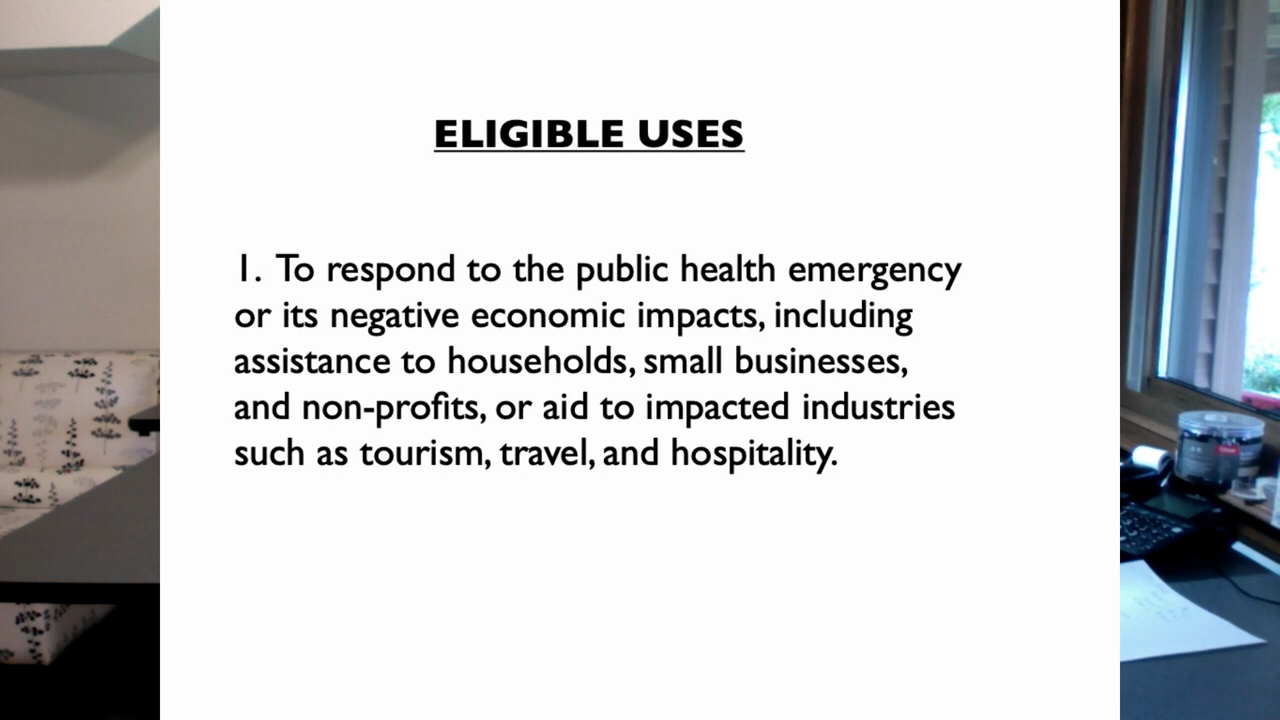 ELIGIBLE USES
1. To respond to the public health emergency
or its negative economic impacts, including
assistance to households, small businesses,
and non-profits, or aid to impacted industries
such as tourism, travel, and hospitality.